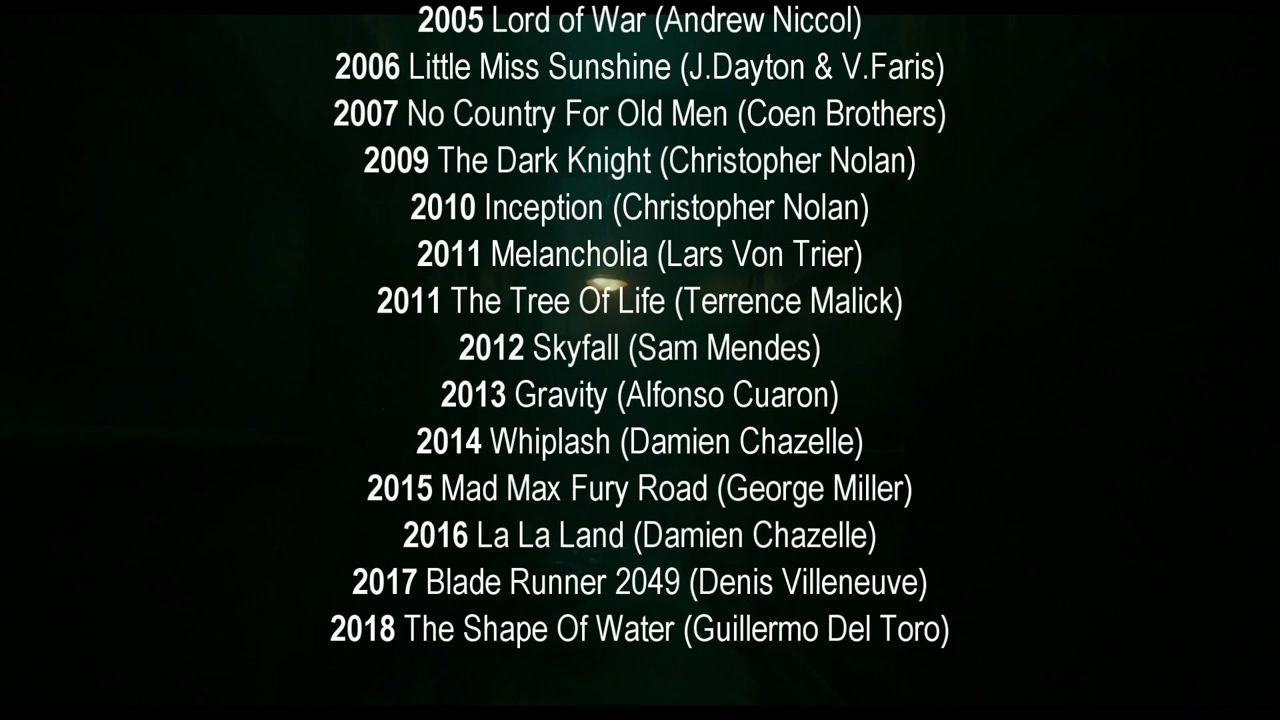 2005 Lord of War (Andrew Niccol)
2006 Little Miss Sunshine (J.Dayton & V.Faris)
2007 No Country For Old Men (Coen Brothers)
2009 The Dark Knight (Christopher Nolan)
2010 Inception (Christopher Nolan)
2011 Melancholia (Lars Von Trier)
2011 The Tree Of Life (Terrence Malick)
2012 Skyfall (Sam Mendes)
2013 Gravity (Alfonso Cuaron)
2014 Whiplash (Damien Chazelle)
2015 Mad Max Fury Road (George Miller)
2016 La La Land (Damien Chazelle)
2017 Blade Runner 2049 (Denis Villeneuve)
2018 The Shape Of Water (Guillermo Del Toro)